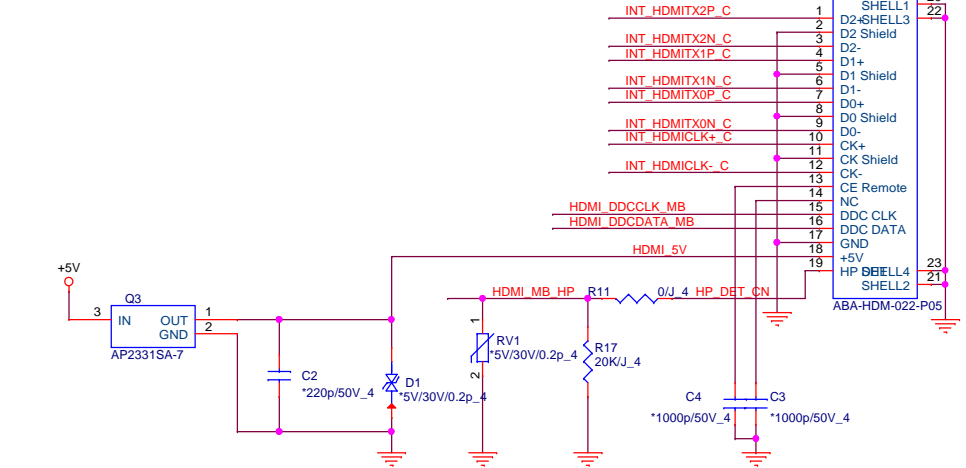 SHELL1
INT_HDMITX2P_C 1 D2+ SHELL3 22
2 D2 Shield
INT_HDMITX2N_C 3 D2-
INT_HDMITX1P_C 4 D1+
5 D1 Shield
INT_HDMITX1N_C 6 D1-
INT_HDMITX0P_C 7 D0+
8 D0 Shield
INT_HDMITX0N_C 9 D0-
INT_HDMICLK+_C 10 CK+
11 CK Shield
INT_HDMICLK-_C 12 CK-
13 CE Remote
14 NC
HDMI_DDCCLK_MB 15 DDC CLK
HDMI_DDCDATA_MB 16 DDC DATA
17 GND
HDMI_5V 18 +5V
19 HP DET SHELL4 23
SHELL2 21
ABA-HDM-022-P05
+5V
Q3
3 IN OUT 1
GND 2
AP2331SA-7
HDMI_MB_HP R11 0/J_4 HP_DET_CN
1 RV1
*5V/30V/0.2p_4
2
R17
20K/J_4
C2
*220p/50V_4
D1
*5V/30V/0.2p_4
C4 C3
*1000p/50V_4 *1000p/50V_4